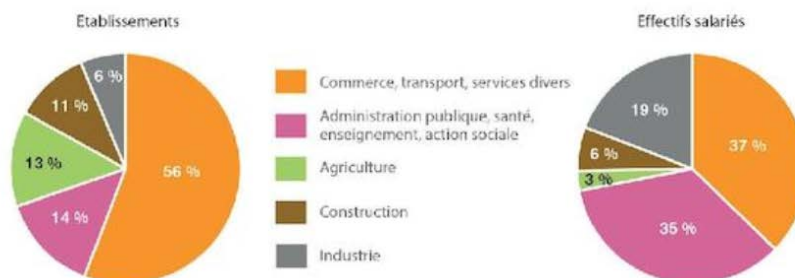 Etablissements
6 %
11 %
13 %
14 %
56 %
Commerce, transport, services divers
Administration publique, santé,
enseignement, action sociale
Agriculture
Construction
Industrie
Effectifs salariés
19 %
6 %
3 %
37 %
35 %